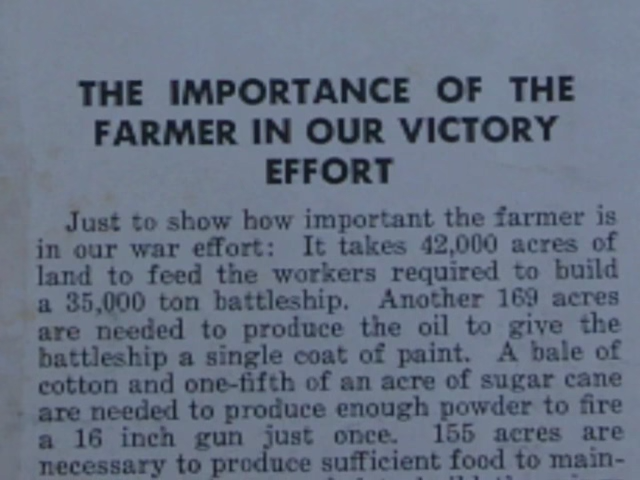 THE IMPORTANCE OF THE
FARMER IN OUR VICTORY
EFFORT
Just to show how important the farmer is
in our war effort: It takes 42,000 acres of
land to feed the workers required to build
a 35,000 ton battleship. Another 169 acres
are needed to produce the oil to give the
battleship a single coat of paint. A bale of
cotton and one-fifth of an acre of sugar cane
are needed to produce enough powder to fire
a 16 inch gun just once. 155 acres are
necessary to produce sufficient food to main-